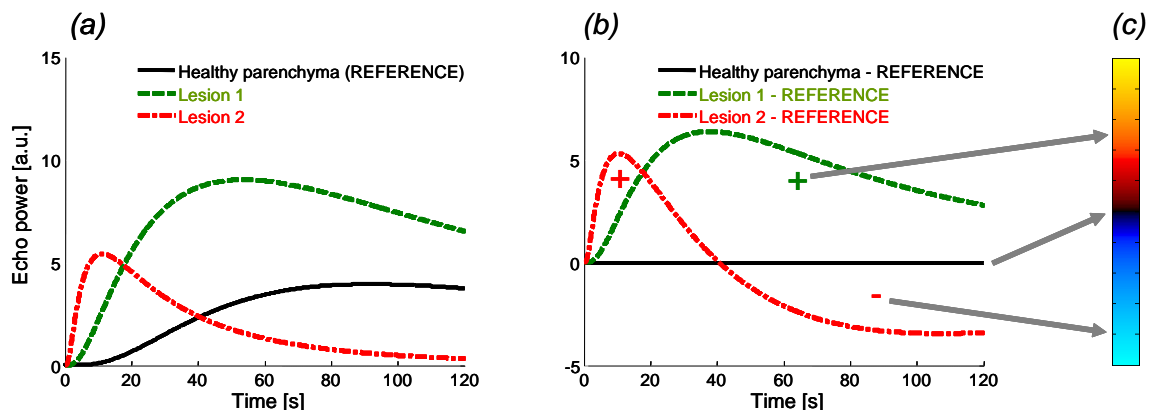 (a)
15
10
5
0
0
20
40
60
80
100
120
Echo power [a.u.]
Time [s]
Healthy parenchyma (REFERENCE)
Lesion 1
Lesion 2
(b)
10
5
0
-5
0
20
40
60
80
100
120
Time [s]
Healthy parenchyma - REFERENCE
Lesion 1 - REFERENCE
Lesion 2 - REFERENCE
+
+
-
(c)